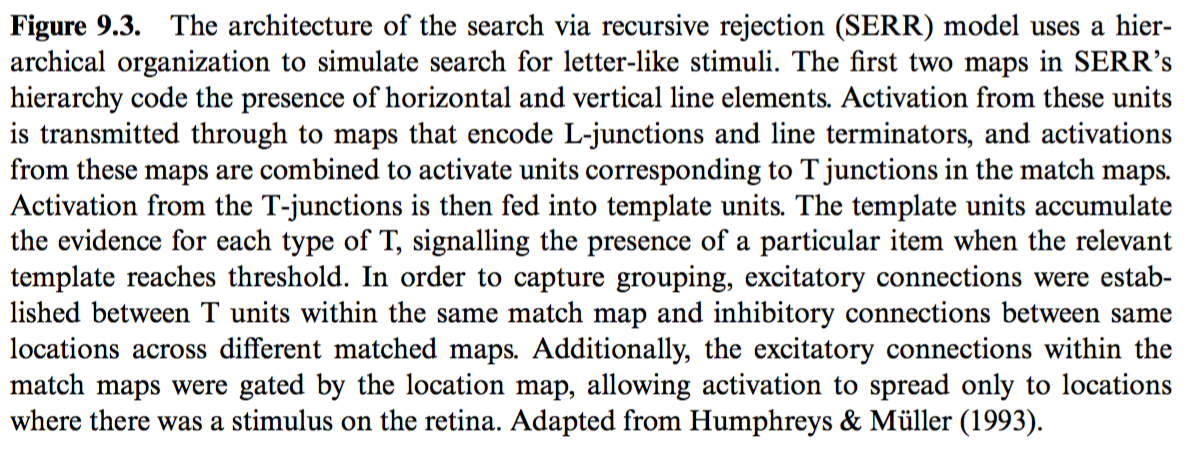 Figure 9.3. The architecture of the search via recursive rejection (SERR) model uses a hier-
archical organization to simulate search for letter-like stimuli. The first two maps in SERR's
hierarchy code the presence of horizontal and vertical line elements. Activation from these units
is transmitted through to maps that encode L-junctions and line terminators, and activations
from these maps are combined to activate units corresponding to T junctions in the match maps.
Activation from the T-junctions is then fed into template units. The template units accumulate
the evidence for each type of T, signalling the presence of a particular item when the relevant
template reaches threshold. In order to capture grouping, excitatory connections were estab-
lished between T units within the same match map and inhibitory connections between same
locations across different matched maps. Additionally, the excitatory connections within the
match maps were gated by the location map, allowing activation to spread only to locations
where there was a stimulus on the retina. Adapted from Humphreys & Müller (1993).